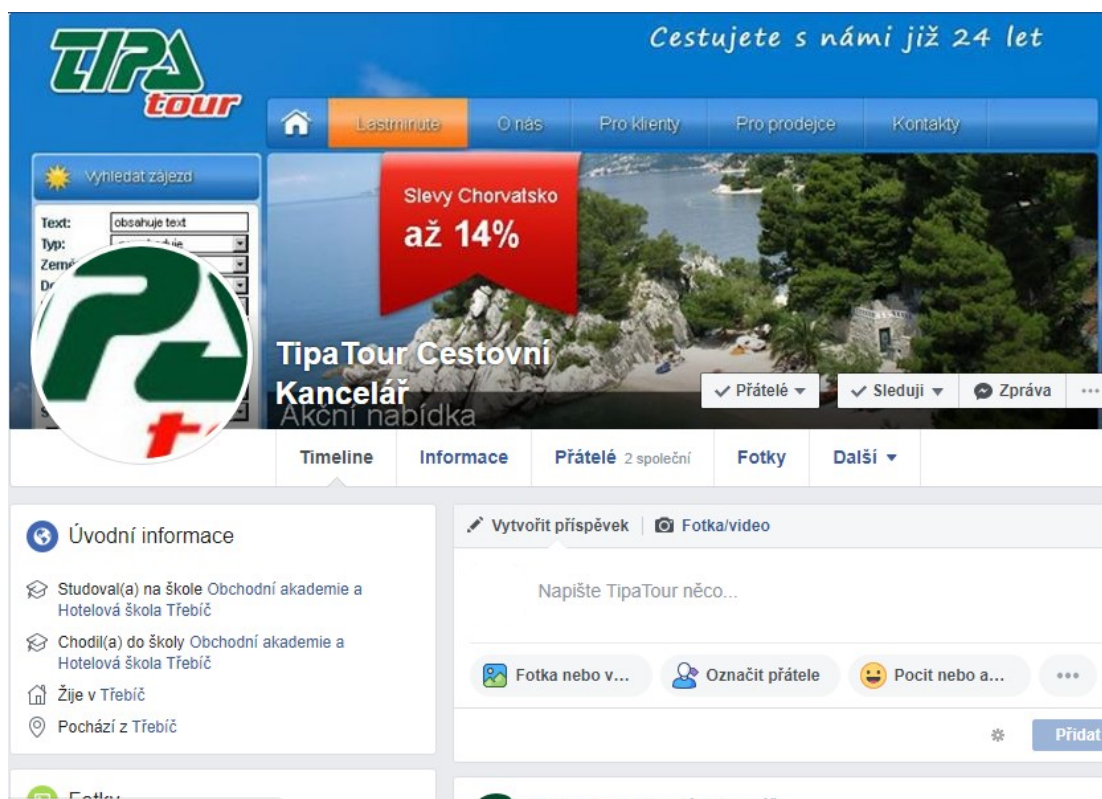 TIPA
tour
Cestujete s námi již 24 let
Lastminute
O nás
Pro klienty
Pro prodejce
Kontakty
Vyhledat zájezd
Text:
obsahuje text
Typ:
Slevy Chorvatsko
až 14%
TipaTour Cestovní
Kancelář
Akční nabídka
Přátelé
Sleduji
Zpráva
Timeline
Informace
Přátelé 2 společní
Fotky
Další
Úvodní informace
Studoval(a) na škole Obchodní akademie a
Hotelová škola Třebíč
Chodil(a) do školy Obchodní akademie a
Hotelová škola Třebíč
Žije v Třebíč
Pochází z Třebíč
Vytvořit příspěvek
Fotka/video
Napište TipaTour něco...
Fotka nebo v...
Označit přátele
Pocit nebo a...
Přidat
Fotky